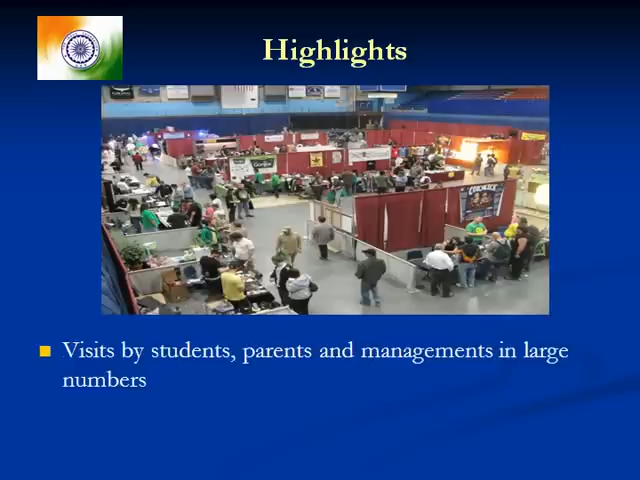 Highlights
Visits by students, parents and managements in large
numbers